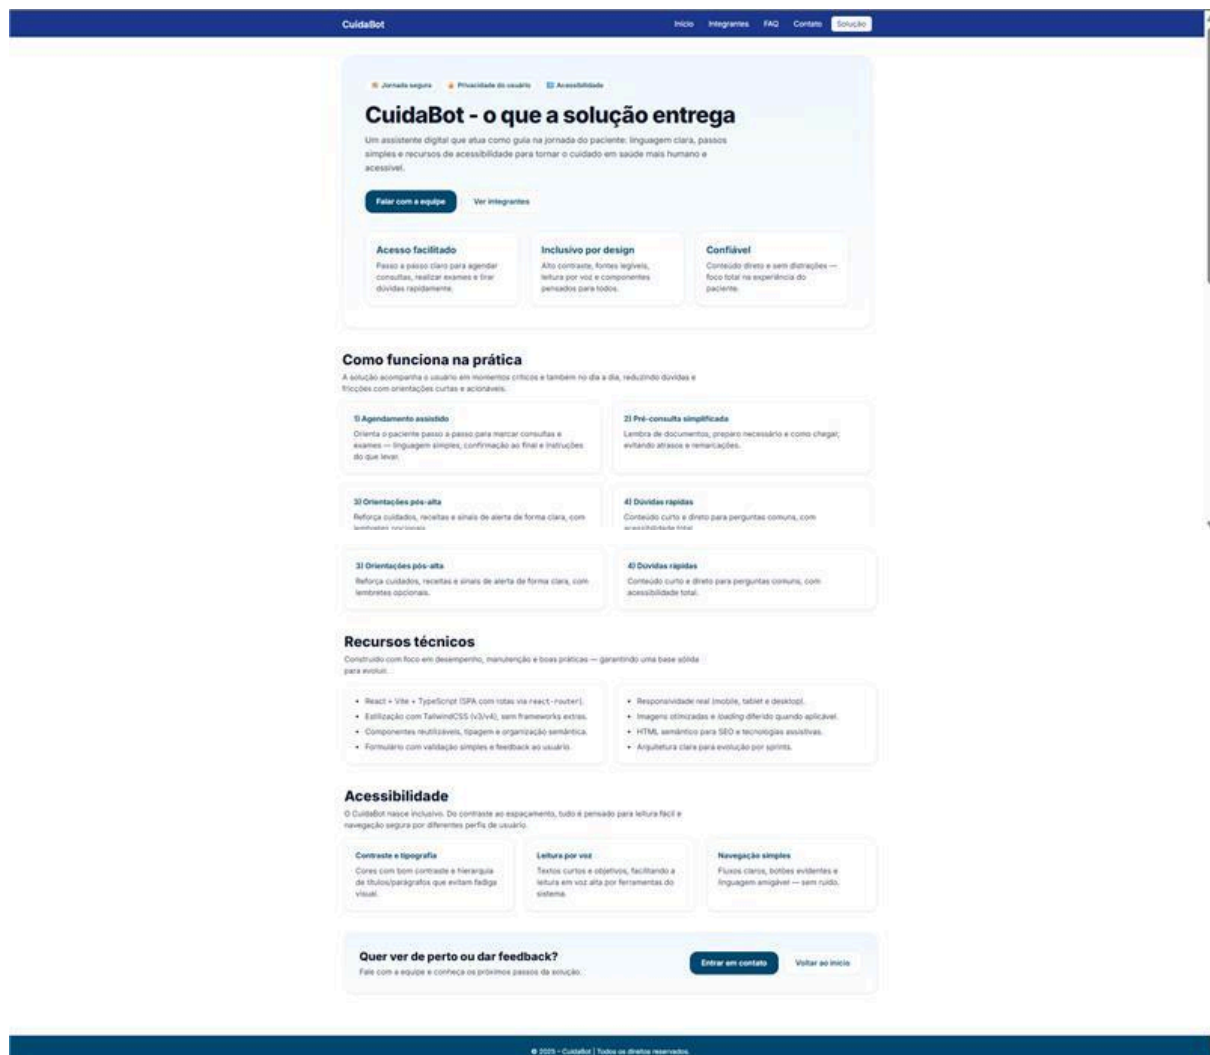 CuidaBot
Início Integrantes FAQ Contato Solução
Jornada segura Privacidade do usuário Acessibilidade
CuidaBot - o que a solução entrega
Um assistente digital que atua como guia na jornada do paciente: linguagem clara, passos
simples e recursos de acessibilidade para tornar o cuidado em saúde mais humano e
acessível.
Falar com a equipe Ver integrantes
Acesso facilitado
Passo a passo claro para agendar
consultas, realizar exames e tirar
dúvidas rapidamente.
Inclusivo por design
Alto contraste, fontes legíveis,
leitura por voz e componentes
pensados para todos.
Confiável
Conteúdo direto e sem distrações —
foco total na experiência do
paciente.
Como funciona na prática
A solução acompanha o usuário em momentos críticos e também no dia a dia, reduzindo dúvidas e
fricções com orientações curtas e acionáveis.
1) Agendamento assistido
Orienta o paciente passo a passo para marcar consultas e
exames — linguagem simples, confirmação ao final e instruções
do que levar.
2) Pré-consulta simplificada
Lembra de documentos, preparo necessário e como chegar,
evitando atrasos e remarcações.
3) Orientações pós-alta
Reforça cuidados, receitas e sinais de alerta de forma clara, com
lembretes opcionais.
4) Dúvidas rápidas
Conteúdo curto e direto para perguntas comuns, com
acessibilidade total.
3) Orientações pós-alta
Reforça cuidados, receitas e sinais de alerta de forma clara, com
lembretes opcionais.
4) Dúvidas rápidas
Conteúdo curto e direto para perguntas comuns, com
acessibilidade total.
Recursos técnicos
Construído com foco em desempenho, manutenção e boas práticas — garantindo uma base sólida
para evoluir.
• React + Vite + TypeScript (SPA com rotas via react-router).
• Estilização com TailwindCSS (v3/v4), sem frameworks extras.
• Componentes reutilizáveis, tipagem e organização semântica.
• Formulário com validação simples e feedback ao usuário.
• Responsividade real (mobile, tablet e desktop).
• Imagens otimizadas e loading diferido quando aplicável.
• HTML semântico para SEO e tecnologias assistivas.
• Arquitetura clara para evolução por sprints.
Acessibilidade
O CuidaBot nasce inclusivo. Do contraste ao espaçamento, tudo é pensado para leitura fácil e
navegação segura por diferentes perfis de usuário.
Contraste e tipografia
Cores com bom contraste e hierarquia
de títulos/parágrafos que evitam fadiga
visual.
Leitura por voz
Textos curtos e objetivos, facilitando a
leitura em voz alta por ferramentas do
sistema.
Navegação simples
Fluxos claros, botões evidentes e
linguagem amigável — sem ruído.
Quer ver de perto ou dar feedback?
Fale com a equipe e conheça os próximos passos da solução.
Entrar em contato Voltar ao início
© 2025 - CuidaBot | Todos os direitos reservados.